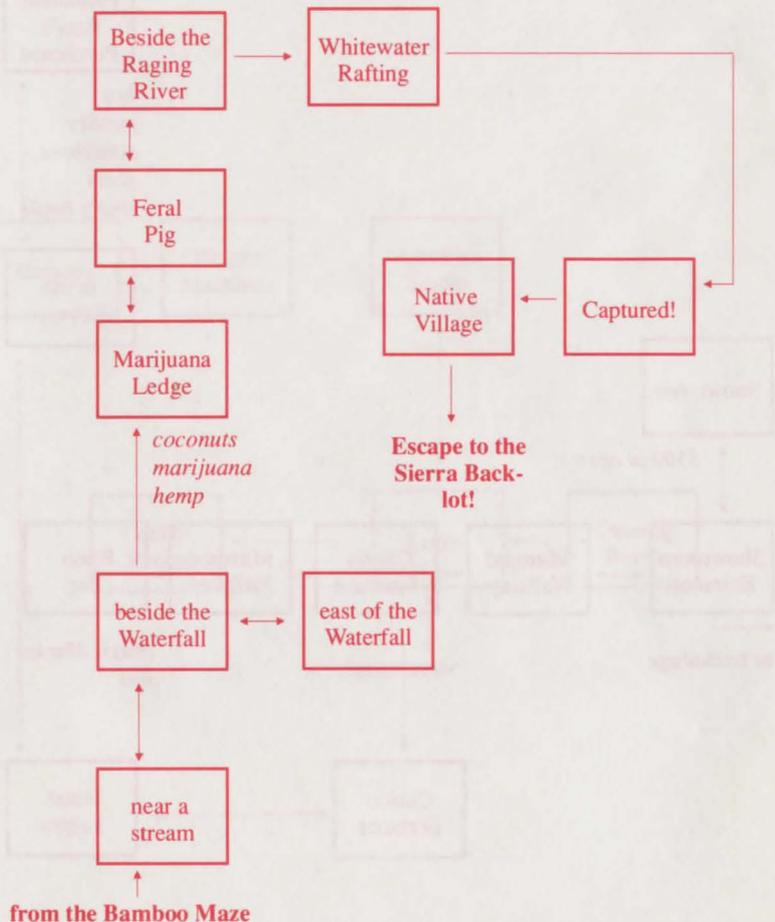 Beside the
Raging
River
Whitewater
Rafting
Feral
Pig
Native
Village
Captured!
Marijuana
Ledge
coconuts
marijuana
hemp
Escape to the
Sierra Back-
lot!
beside the
Waterfall
east of the
Waterfall
near a
stream
from the Bamboo Maze